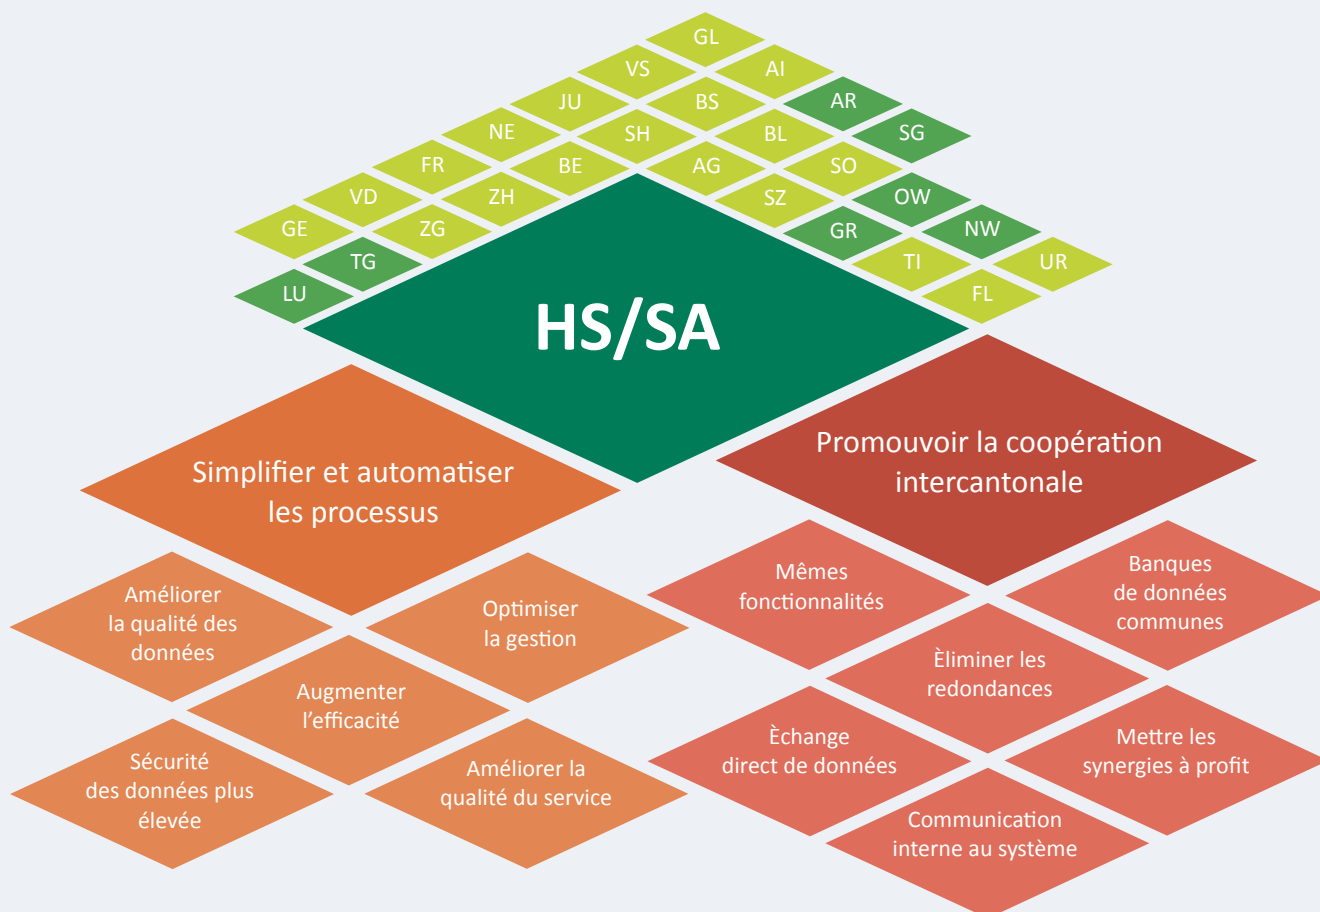 GL
VS
AI
JU
BS
AR
NE
SH
BL
SG
FR
BE
AG
SO
VD
ZH
SZ
OW
GE
ZG
GR
NW
TG
TI
UR
LU
FL
HS/SA
Simplifier et automatiser
les processus
Promouvoir la coopération
intercantonale
Améliorer
la qualité des
données
Optimiser
la gestion
Augmenter
l’efficacité
Sécurité
des données plus
élevée
Améliorer la
qualité du service
Mêmes
fonctionnalités
Banques
de données
communes
Èliminer les
redondances
Èchange
direct de données
Mettre les
synergies à profit
Communication
interne au système